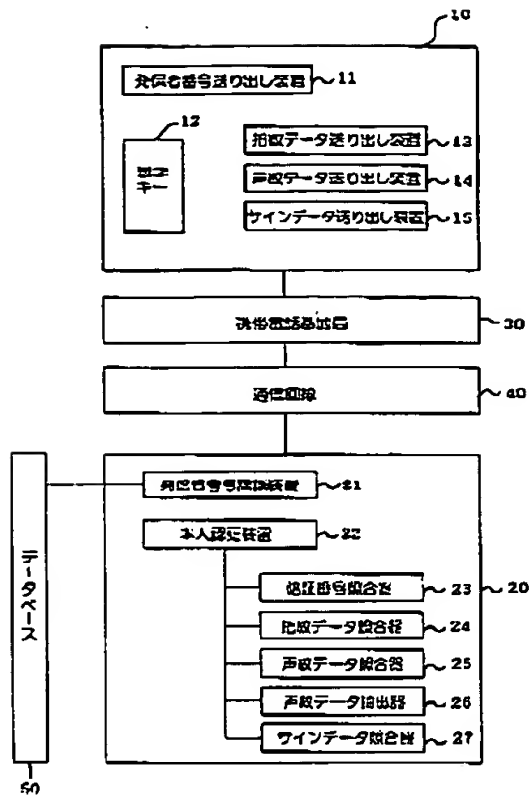 10
発信者番号送り出し装置 11
12
キー
指紋データ送り出し装置 13
声紋データ送り出し装置 14
サインデータ送り出し装置 15
携帯電話基地局 30
通信回線 40
発信者番号認識装置 21
本人認証装置 22
暗証番号照合器 23
20
指紋データ照合器 24
声紋データ照合器 25
声紋データ抽出器 26
サインデータ照合器 27
データベース
50